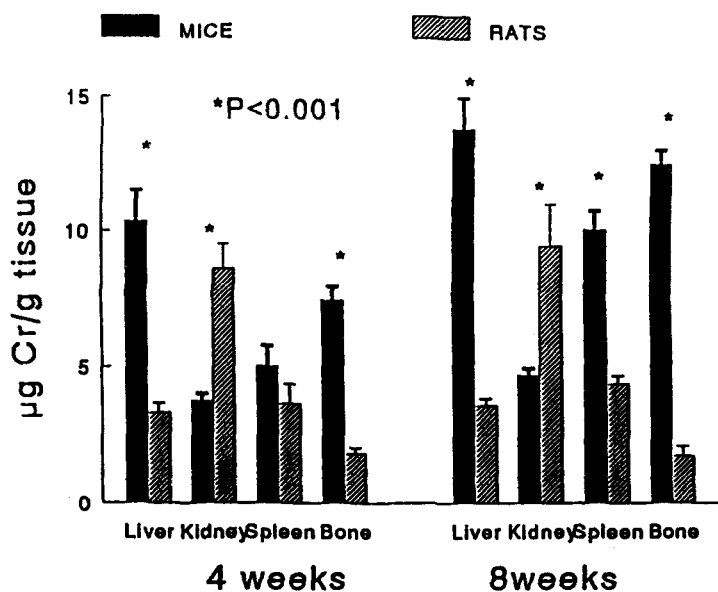 MICE RATS
*P<0.001
* * * * * * *
15
10
5
0
µg Cr/g tissue
Liver Kidney Spleen Bone Liver Kidney Spleen Bone
4 weeks 8weeks